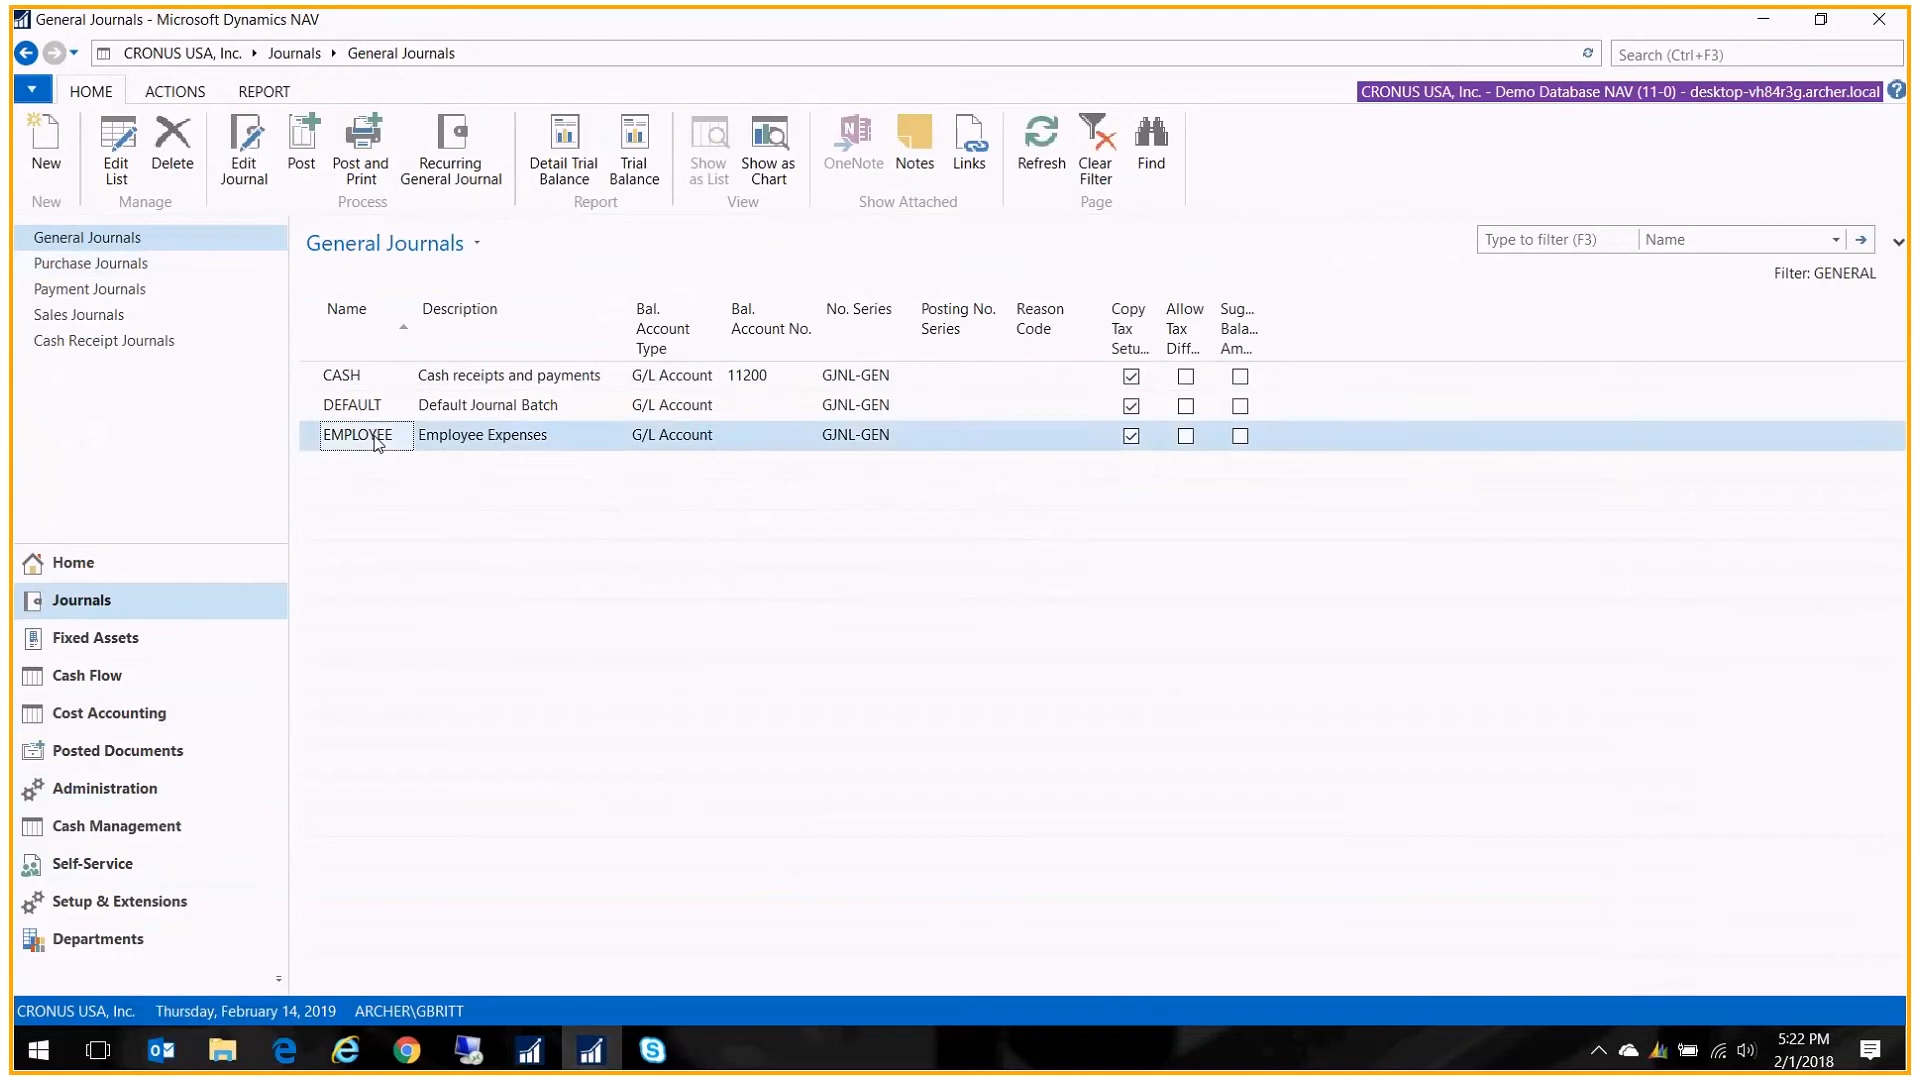 General Journals - Microsoft Dynamics NAV
CRONUS USA, Inc. Journals General Journals
Search (Ctrl+F3)
HOME ACTIONS REPORT
CRONUS USA, Inc. - Demo Database NAV (11-0) - desktop-vh84r3g.archer.local
New
Edit List
Delete
Edit Journal
Post
Post and Print
Recurring General Journal
Detail Trial Balance
Trial Balance
Show as List
Show as Chart
OneNote
Notes
Links
Refresh
Clear Filter
Find
New Manage Process Report View Show Attached Page
General Journals
Purchase Journals
Payment Journals
Sales Journals
Cash Receipt Journals
General Journals
Type to filter (F3) Name
Filter: GENERAL
Name Description Bal. Account Type Bal. Account No. No. Series Posting No. Series Reason Code Copy Tax Setu... Allow Tax Diff... Sug... Bala... Am...
CASH Cash receipts and payments G/L Account 11200 GJNL-GEN
DEFAULT Default Journal Batch G/L Account GJNL-GEN
EMPLOYEE Employee Expenses G/L Account GJNL-GEN
Home
Journals
Fixed Assets
Cash Flow
Cost Accounting
Posted Documents
Administration
Cash Management
Self-Service
Setup & Extensions
Departments
CRONUS USA, Inc. Thursday, February 14, 2019 ARCHER\GBRITT
5:22 PM
2/1/2018